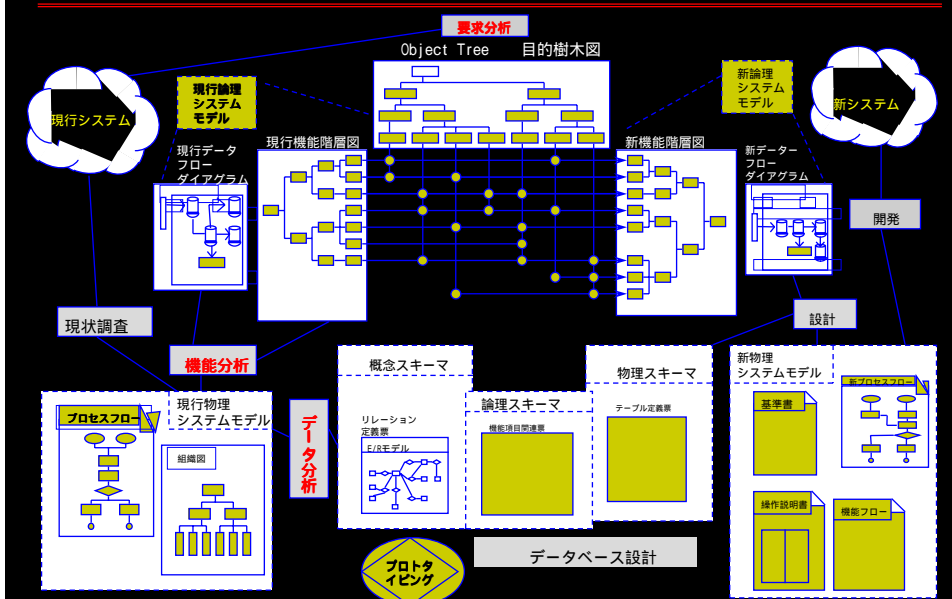 要求分析
Object Tree 目的樹木図
現行システム
現行論理
システム
モデル
新論理
システム
モデル
新システム
現行データ
フロー
ダイアグラム
現行機能階層図
新機能階層図
新データー
フロー
ダイアグラム
開発
現状調査
設計
機能分析
概念スキーマ
物理スキーマ
新物理
システムモデル
プロセスフロー
現行物理
システムモデル
データ分析
リレーション
定義票
E/Rモデル
論理スキーマ
機能項目関連票
テーブル定義票
基準書
新プロセスフロー
組織図
操作説明書
機能フロー
プロトタ
イピング
データベース設計